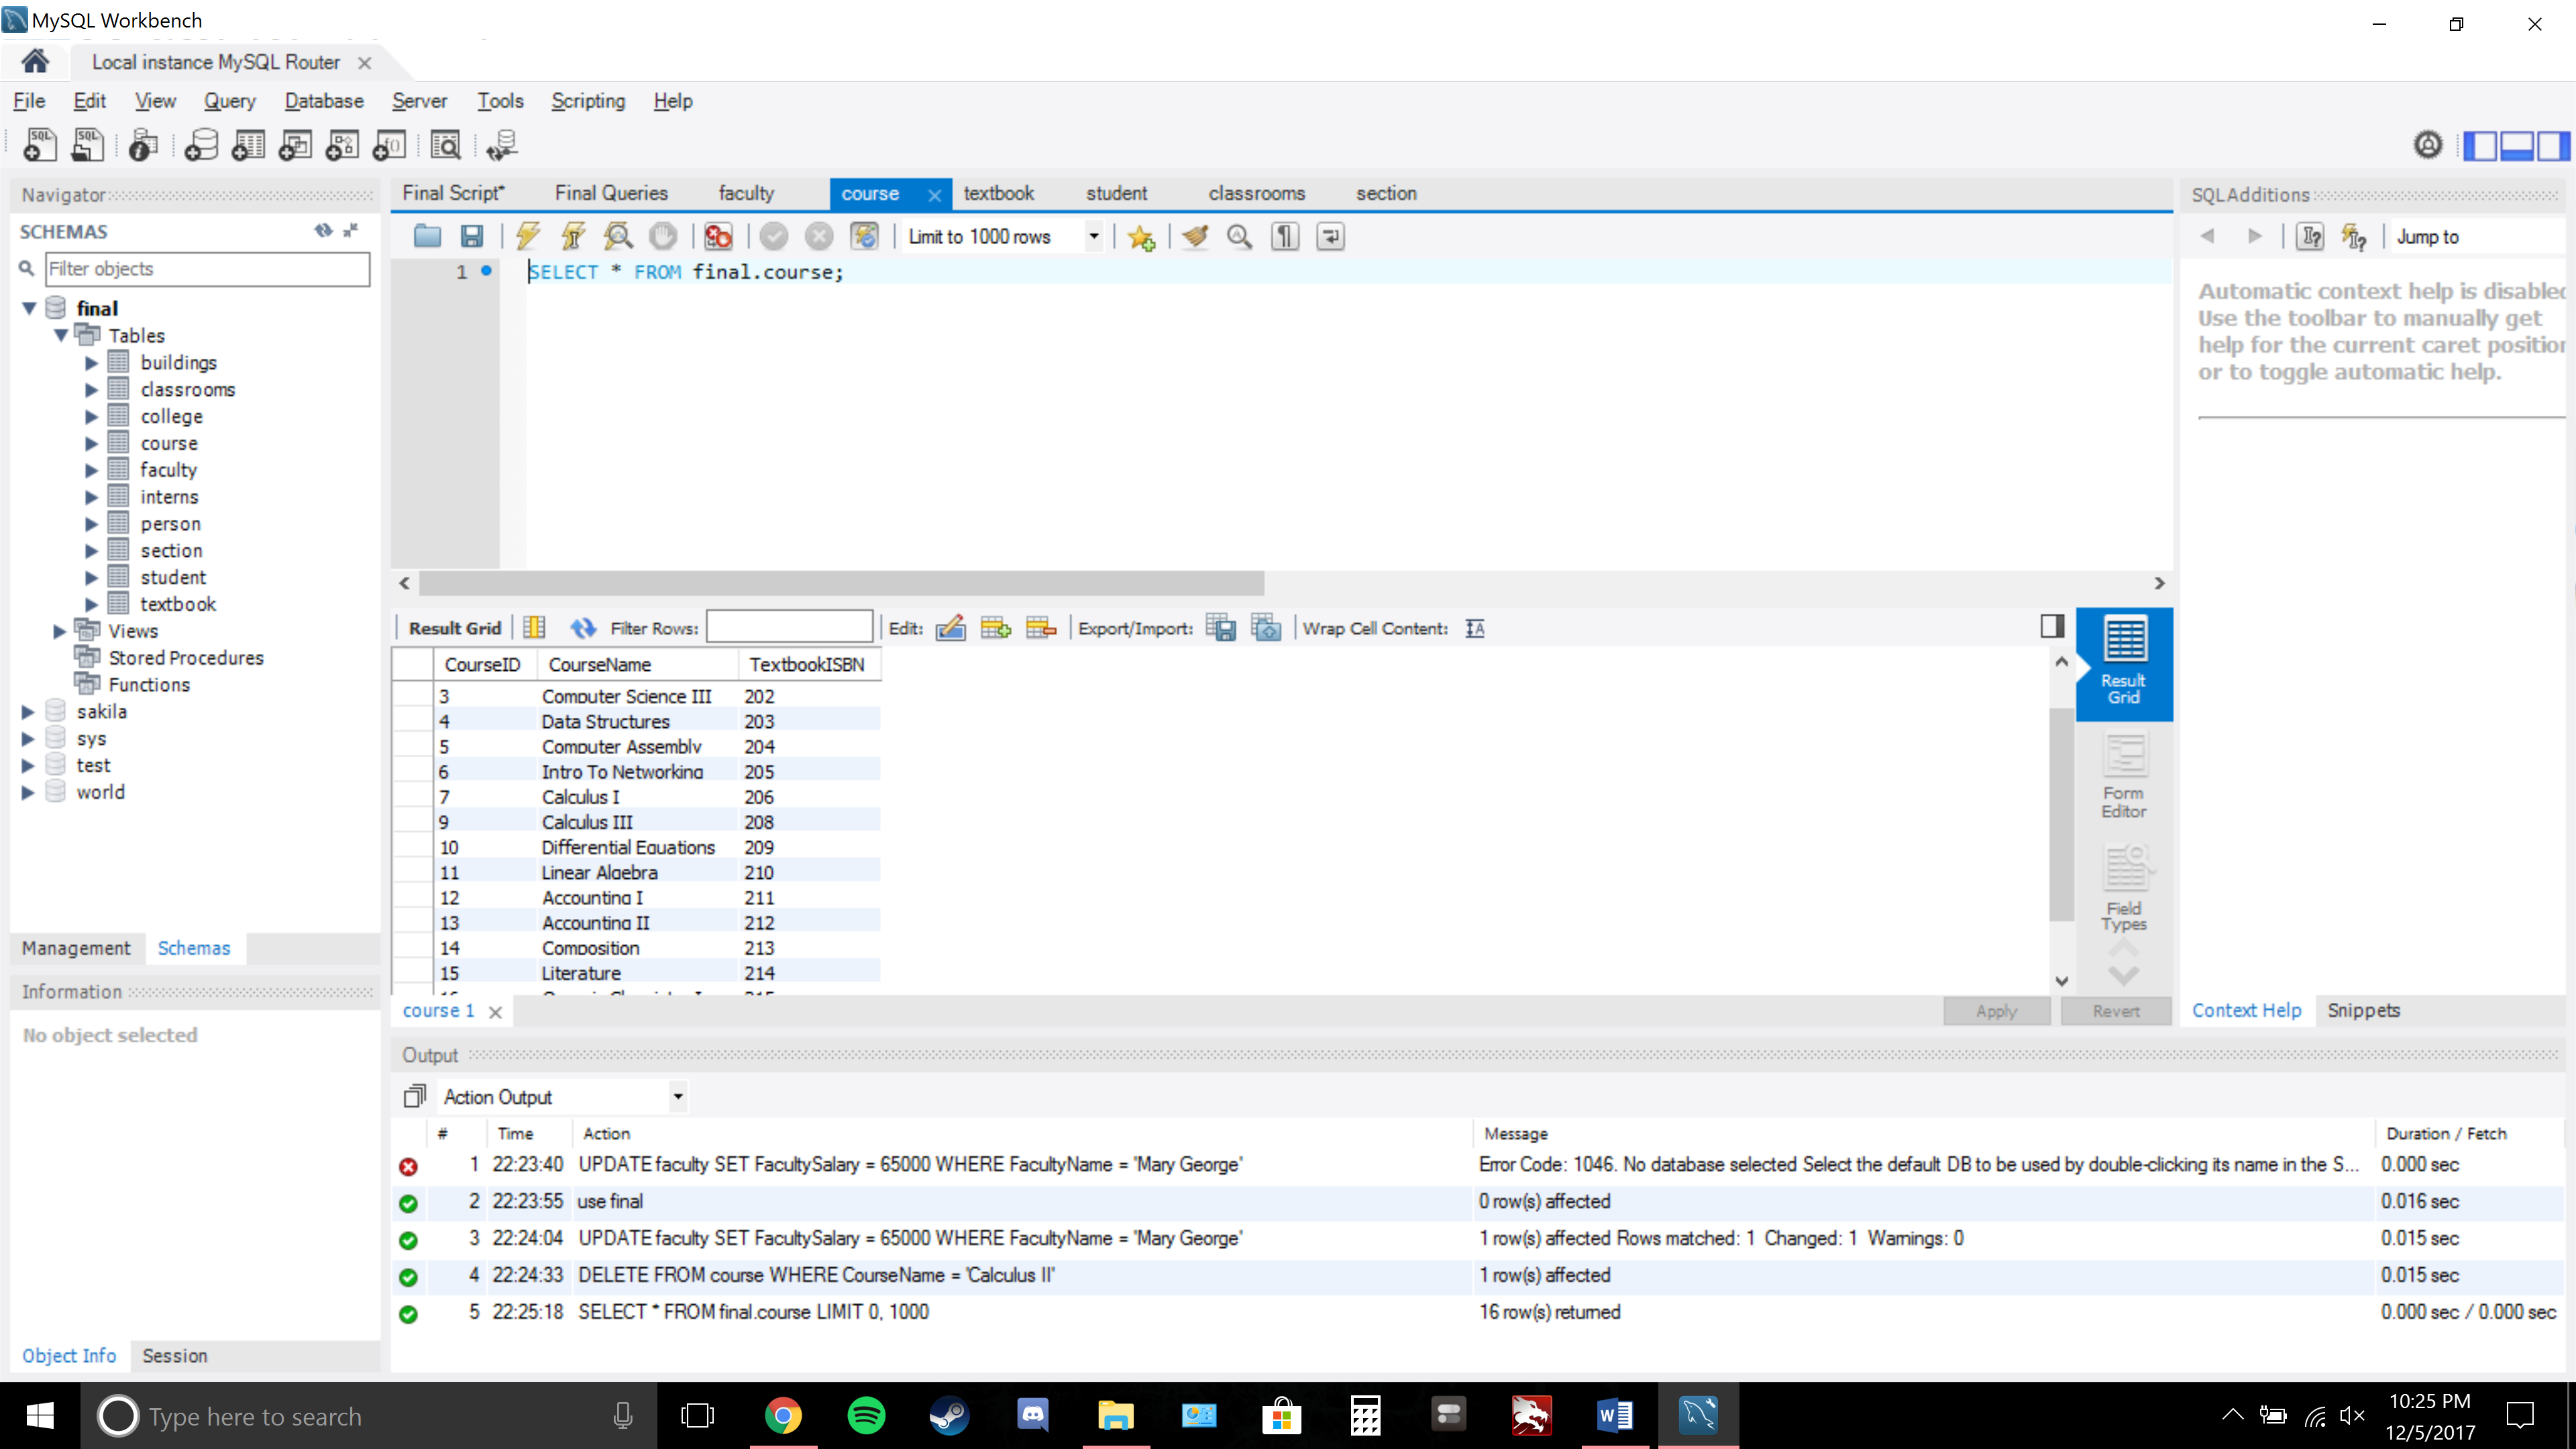 MySQL Workbench
Local instance MySQL Router
File Edit View Query Database Server Tools Scripting Help
Navigator
SCHEMAS
Filter objects
final
Tables
buildings
classrooms
college
course
faculty
interns
person
section
student
textbook
Views
Stored Procedures
Functions
sakila
sys
test
world
Management Schemas
Information
No object selected
Object Info Session
Final Script* Final Queries faculty course textbook student classrooms section
Limit to 1000 rows
1 SELECT * FROM final.course;
Result Grid Filter Rows: Edit: Export/Import: Wrap Cell Content:
CourseID CourseName TextbookISBN
3 Computer Science III 202
4 Data Structures 203
5 Computer Assembly 204
6 Intro To Networking 205
7 Calculus I 206
9 Calculus III 208
10 Differential Equations 209
11 Linear Algebra 210
12 Accounting I 211
13 Accounting II 212
14 Composition 213
15 Literature 214
Result Grid
Form Editor
Field Types
course 1
Apply Revert
SQLAdditions
Jump to
Automatic context help is disabled
Use the toolbar to manually get
help for the current caret position
or to toggle automatic help.
Context Help Snippets
Output
Action Output
# Time Action Message Duration / Fetch
1 22:23:40 UPDATE faculty SET FacultySalary = 65000 WHERE FacultyName = 'Mary George' Error Code: 1046. No database selected Select the default DB to be used by double-clicking its name in the S... 0.000 sec
2 22:23:55 use final 0 row(s) affected 0.016 sec
3 22:24:04 UPDATE faculty SET FacultySalary = 65000 WHERE FacultyName = 'Mary George' 1 row(s) affected Rows matched: 1 Changed: 1 Warnings: 0 0.015 sec
4 22:24:33 DELETE FROM course WHERE CourseName = 'Calculus II' 1 row(s) affected 0.015 sec
5 22:25:18 SELECT * FROM final.course LIMIT 0, 1000 16 row(s) returned 0.000 sec / 0.000 sec
Type here to search
10:25 PM
12/5/2017